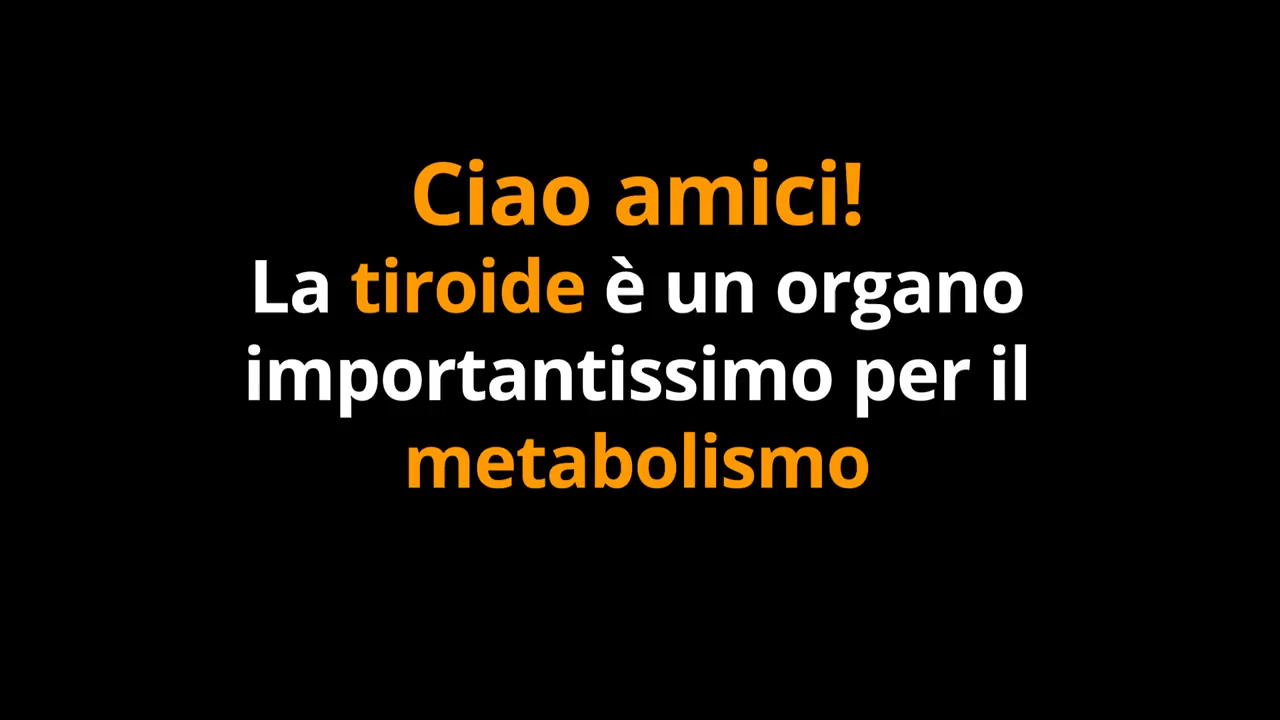 Ciao amici!
La tiroide è un organo
importantissimo per il
metabolismo